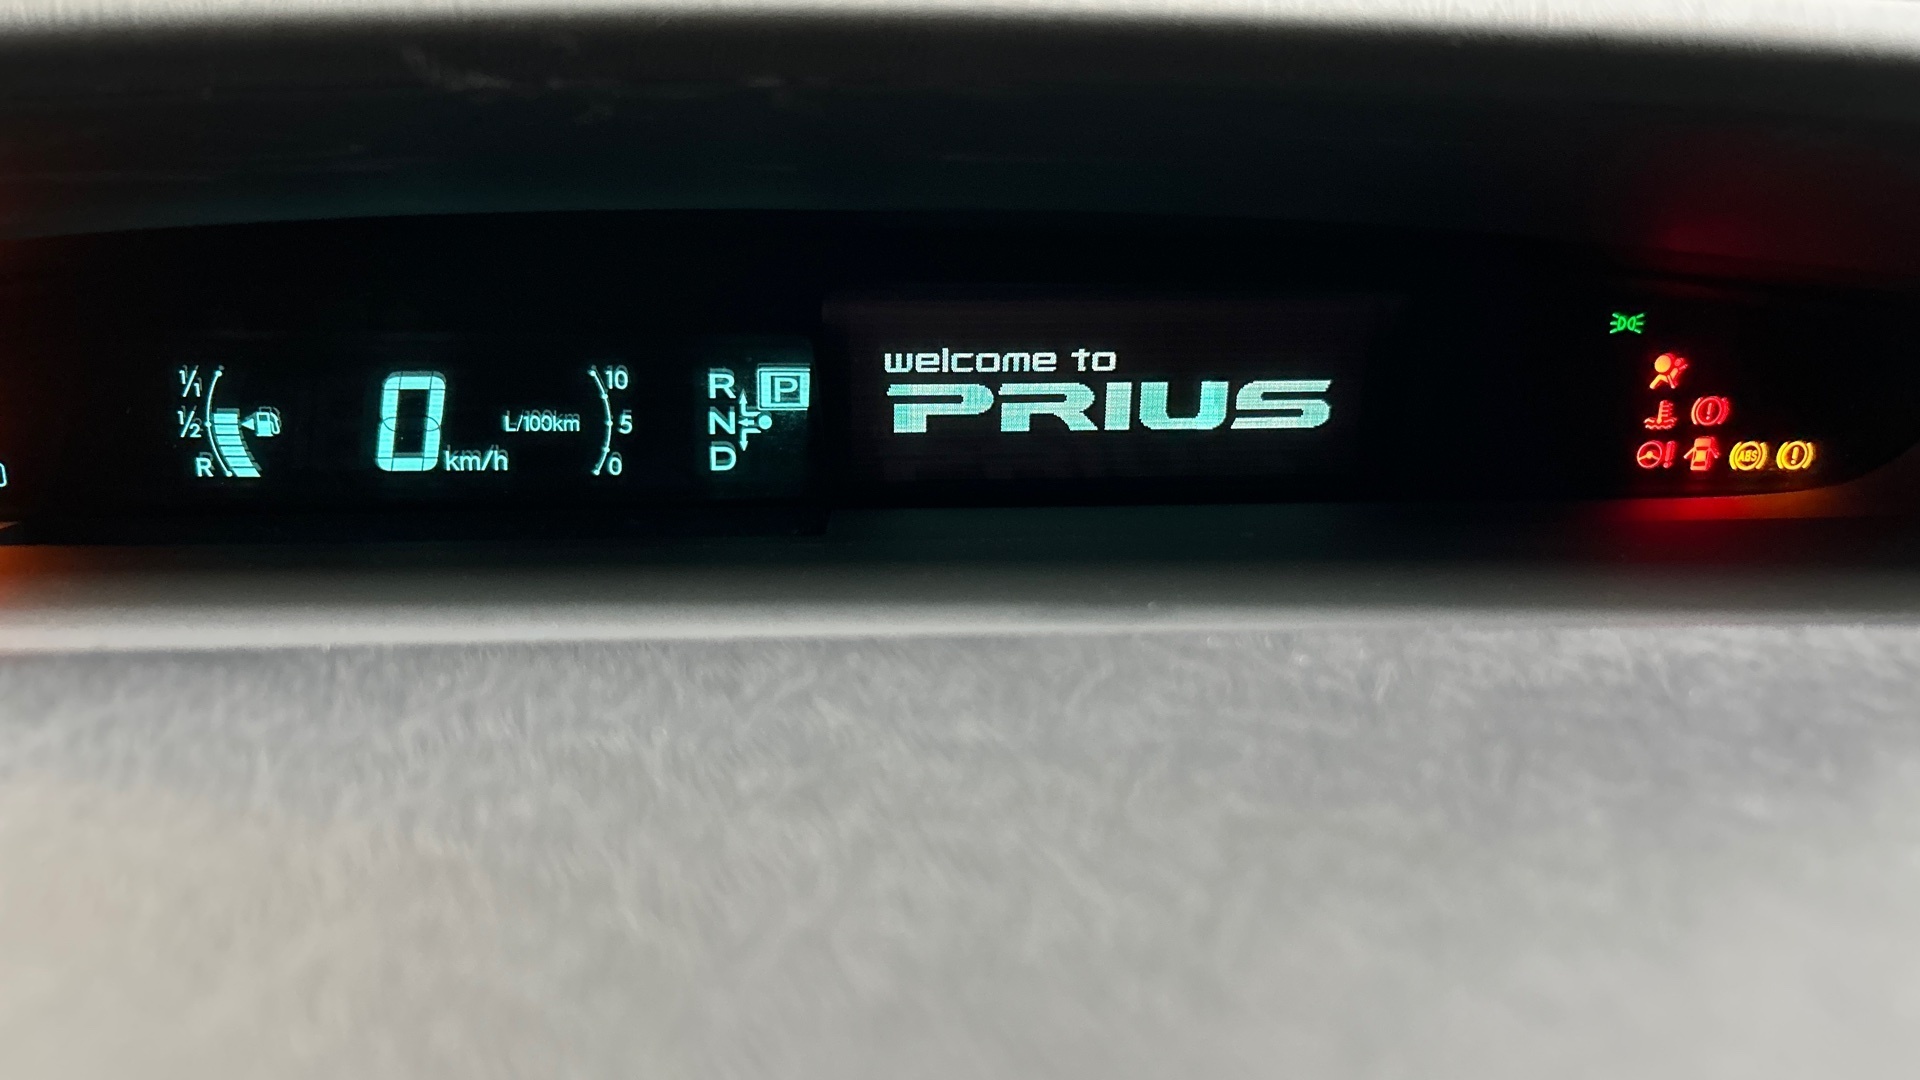 1/1
1/2
R
0
km/h
L/100km
10
5
0
R
N
D
P
welcome to
PRIUS
!
!
ABS
!